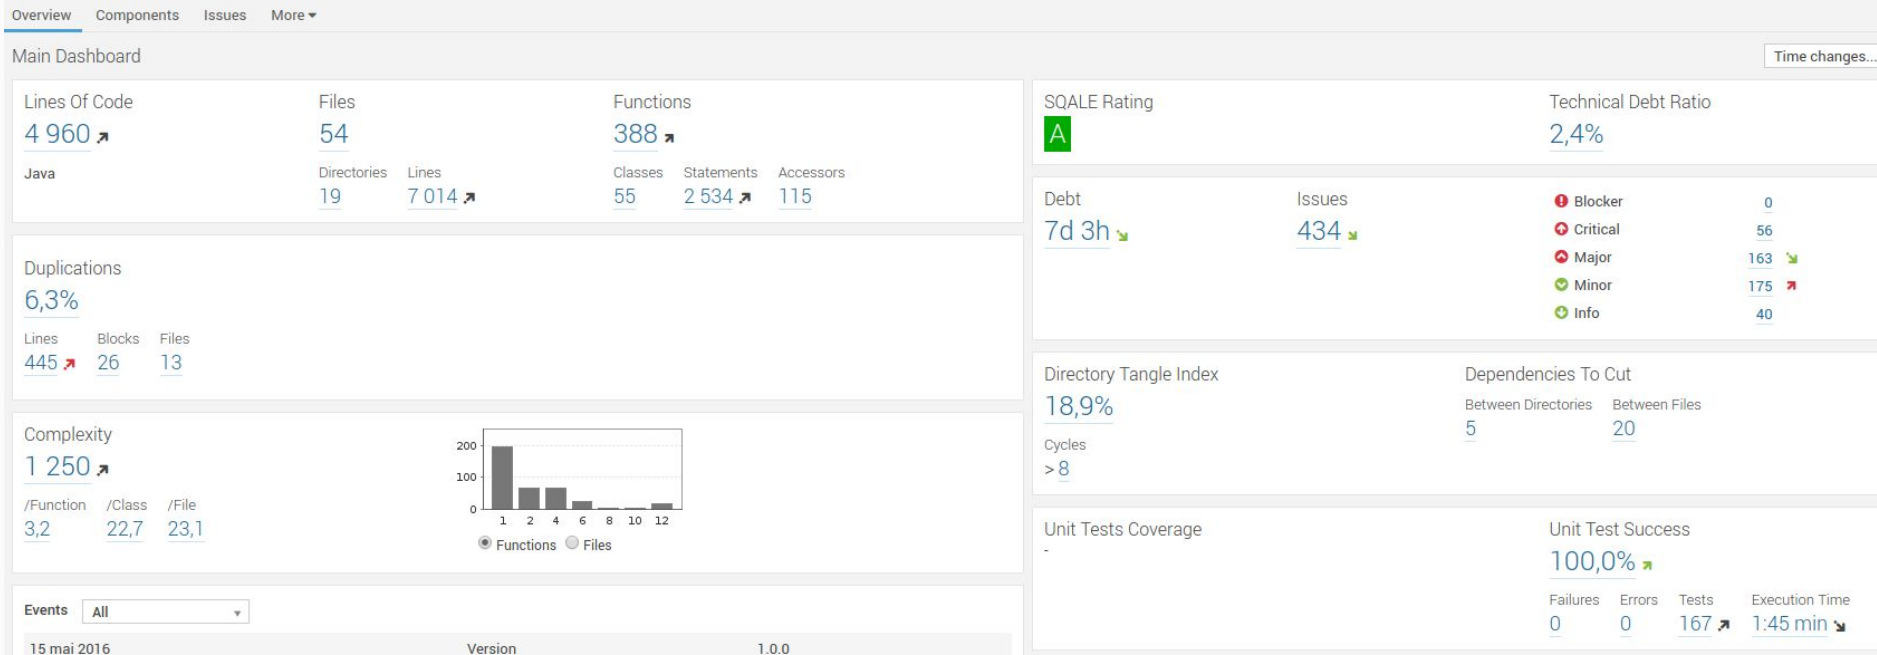 Overview Components Issues More
Main Dashboard
Time changes...
Lines Of Code Files Functions
4 960 54 388
Java
Directories Lines Classes Statements Accessors
19 7 014 55 2 534 115
Duplications
6,3%
Lines Blocks Files
445 26 13
Complexity
1 250
/Function /Class /File
3,2 22,7 23,1
200
100
0
1 2 4 6 8 10 12
Functions Files
Events All
15 mai 2016 Version 1.0.0
SQALE Rating Technical Debt Ratio
A 2,4%
Debt Issues
7d 3h 434
Blocker 0
Critical 56
Major 163
Minor 175
Info 40
Directory Tangle Index Dependencies To Cut
18,9%
Between Directories Between Files
5 20
Cycles
> 8
Unit Tests Coverage Unit Test Success
- 100,0%
Failures Errors Tests Execution Time
0 0 167 1:45 min